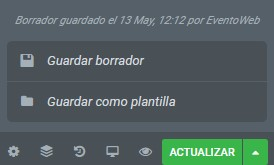 Borrador guardado el 13 May, 12:12 por EventoWeb
Guardar borrador
Guardar como plantilla
ACTUALIZAR